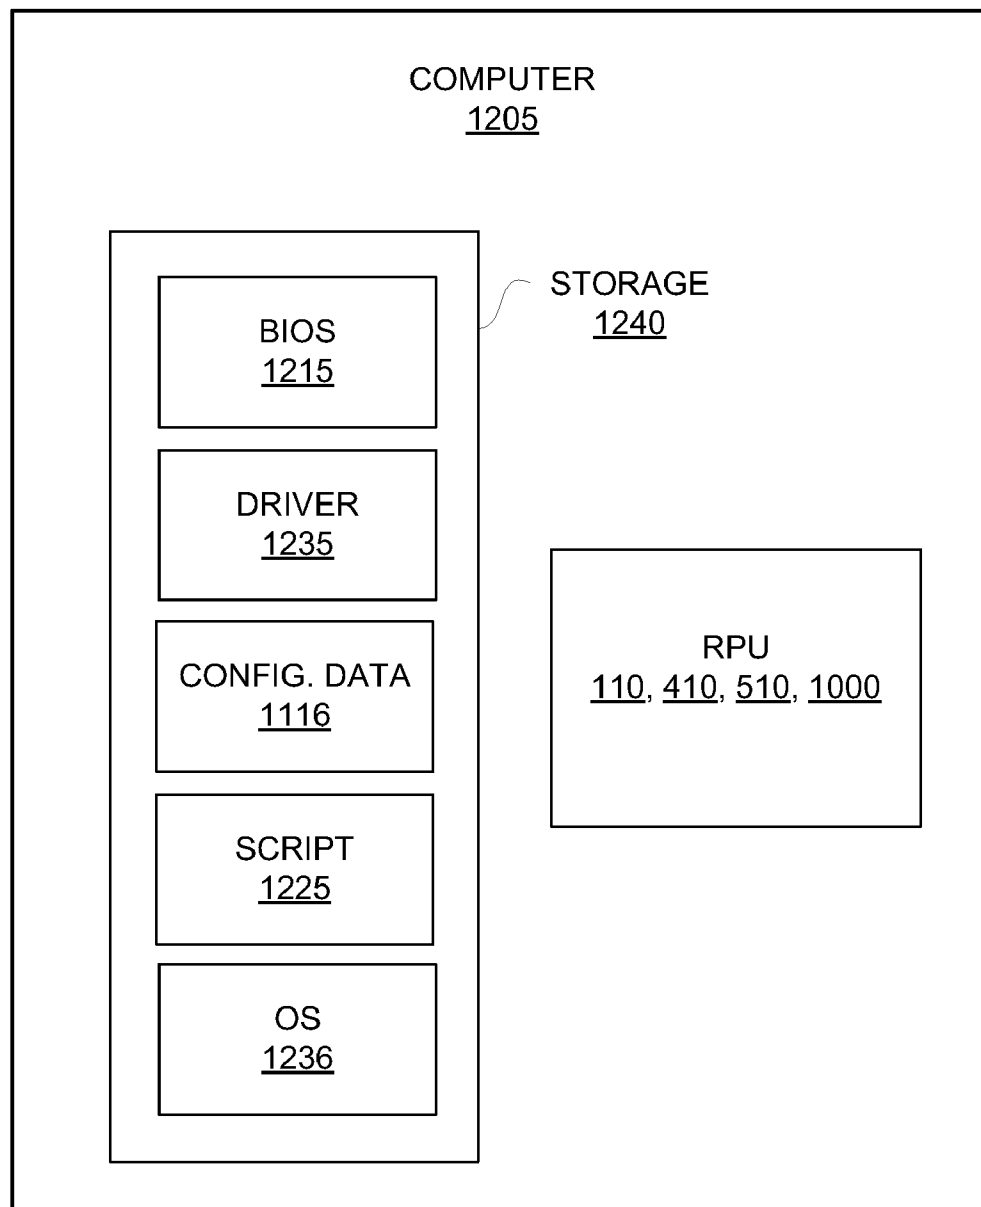 COMPUTER
1205
STORAGE
1240
BIOS
1215
DRIVER
1235
CONFIG. DATA
1116
SCRIPT
1225
OS
1236
RPU
110, 410, 510, 1000